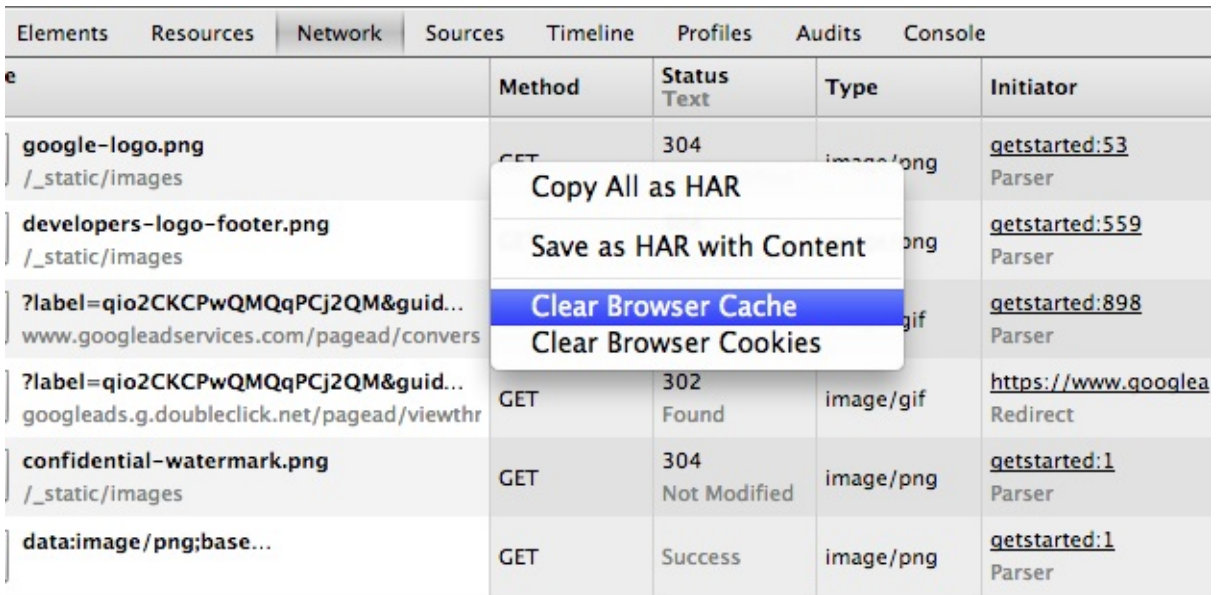 Elements Resources Network Sources Timeline Profiles Audits Console
Method Status Type Initiator
Text
google-logo.png 304 getstarted:53
/_static/images GET image/png Parser
Copy All as HAR
developers-logo-footer.png getstarted:559
/_static/images Parser
Save as HAR with Content
?label=qio2CKCPwQMQqPCj2QM&guid... getstarted:898
www.googleadservices.com/pagead/convers Parser
Clear Browser Cache
Clear Browser Cookies
?label=qio2CKCPwQMQqPCj2QM&guid... 302 https://www.googlea
googleads.g.doubleclick.net/pagead/viewthr GET Found image/gif Redirect
confidential-watermark.png 304 getstarted:1
/_static/images GET Not Modified image/png Parser
data:image/png;base... getstarted:1
GET Success image/png Parser